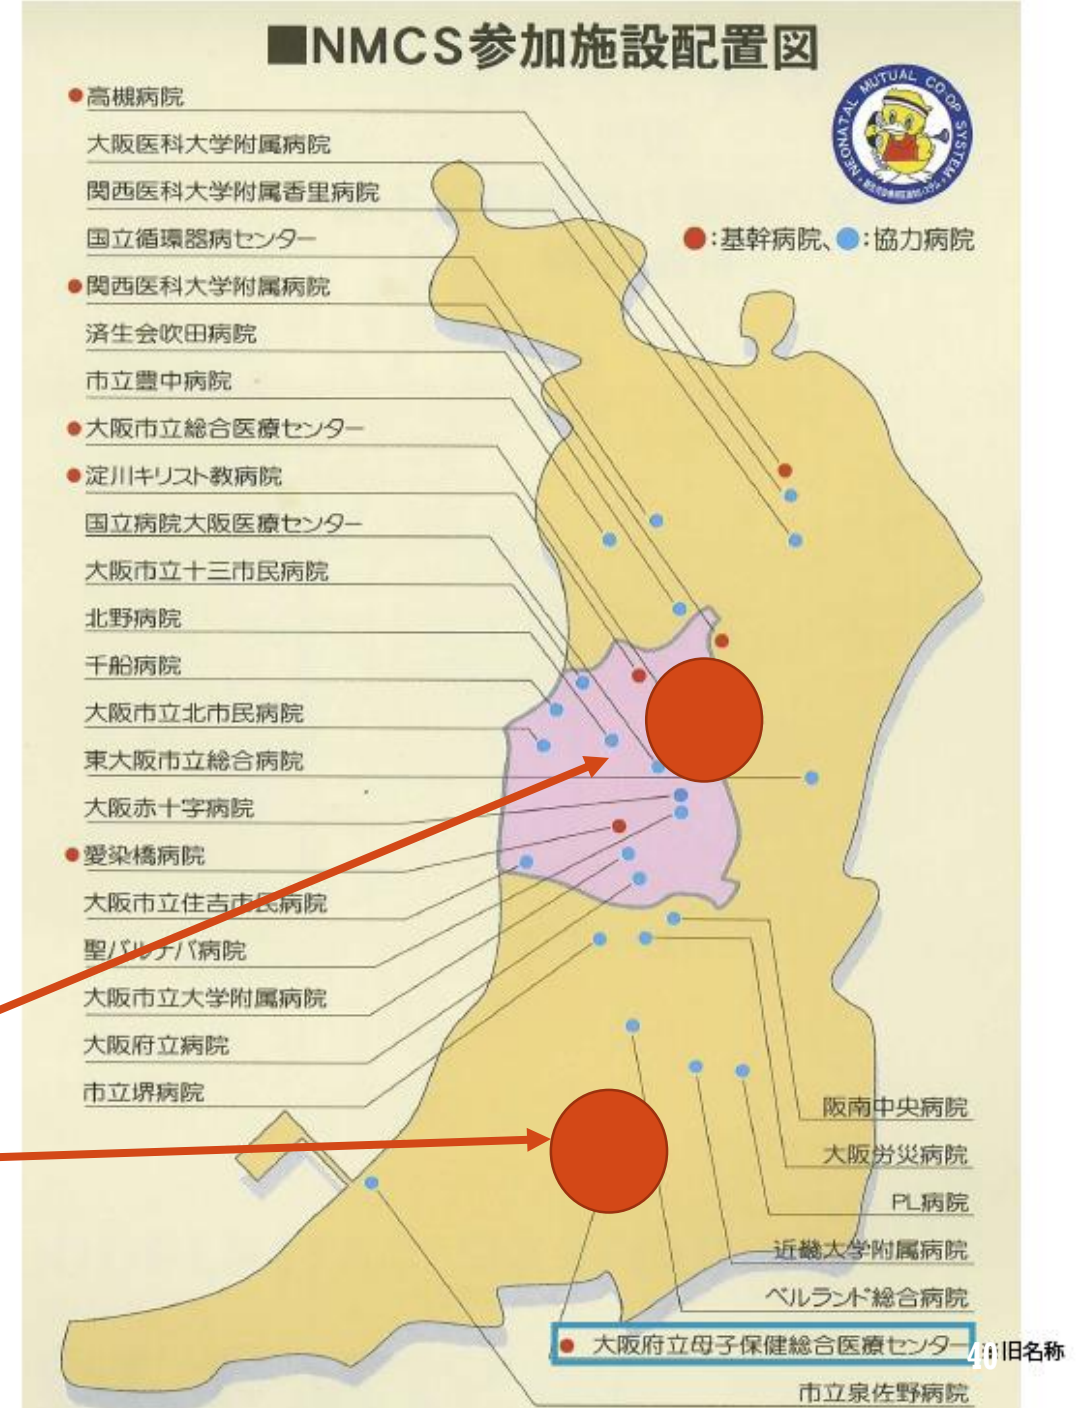 ■NMCS参加施設配置図
NEONATAL MUTUAL CO-OP SYSTEM
●:基幹病院、●:協力病院
●高槻病院
大阪医科大学附属病院
関西医科大学附属香里病院
国立循環器病センター
●関西医科大学附属病院
済生会吹田病院
市立豊中病院
●大阪市立総合医療センター
●淀川キリスト教病院
国立病院大阪医療センター
大阪市立十三市民病院
北野病院
千船病院
大阪市立北市民病院
東大阪市立総合病院
大阪赤十字病院
●愛染橋病院
大阪市立住吉市民病院
聖バルナバ病院
大阪市立大学附属病院
大阪府立病院
市立堺病院
阪南中央病院
大阪労災病院
PL病院
近畿大学附属病院
ベルランド総合病院
●大阪府立母子保健総合医療センター
旧名称
40
市立泉佐野病院